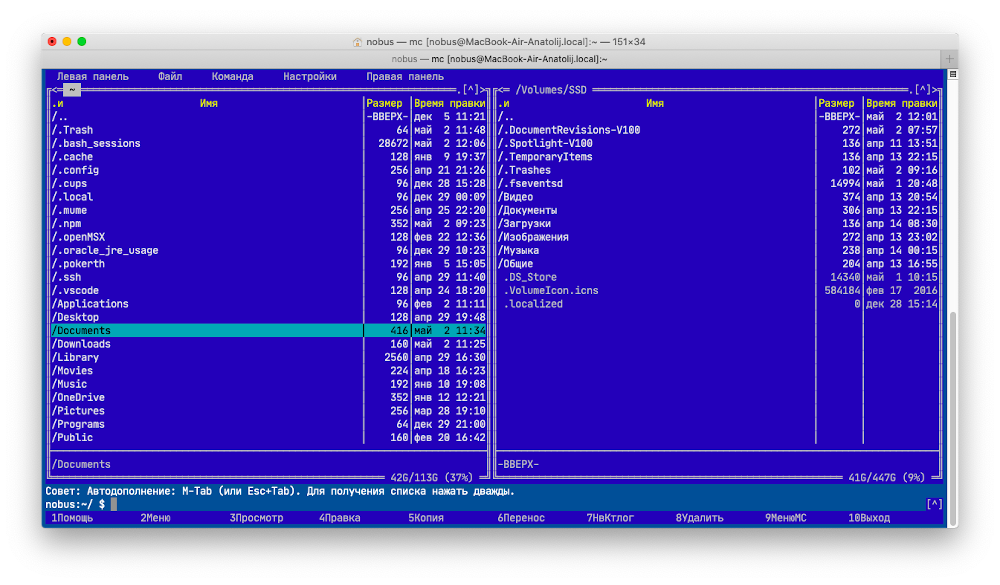 nobus — mc [nobus@MacBook-Air-Anatolij.local]:~ — 151×34
nobus — mc [nobus@MacBook-Air-Anatolij.local]:~
Левая панель Файл Команда Настройки Правая панель
<─ ~ .[^]>
.и Имя Размер Время правки
/.. -ВВЕРХ- дек 5 11:21
/.Trash 64 май 2 11:48
/.bash_sessions 28672 май 2 12:06
/.cache 128 янв 9 19:37
/.config 256 апр 21 21:26
/.cups 96 дек 28 15:28
/.local 96 дек 29 00:09
/.mume 256 апр 25 22:20
/.npm 352 май 2 09:23
/.openMSX 128 фев 22 12:36
/.oracle_jre_usage 96 дек 29 10:23
/.pokerth 192 янв 5 15:05
/.ssh 96 апр 29 11:40
/.vscode 128 апр 24 18:20
/Applications 96 фев 2 11:11
/Desktop 128 апр 29 19:48
/Documents 416 май 2 11:34
/Downloads 160 май 2 11:25
/Library 2560 апр 29 16:30
/Movies 224 апр 18 16:23
/Music 192 янв 10 19:08
/OneDrive 352 янв 12 12:21
/Pictures 256 мар 28 19:10
/Programs 64 дек 29 21:00
/Public 160 фев 20 16:42
/Documents
42G/113G (37%)
<─ /Volumes/SSD .[^]>
.и Имя Размер Время правки
/.. -ВВЕРХ- май 2 12:01
/.DocumentRevisions-V100 272 май 2 07:57
/.Spotlight-V100 136 апр 11 13:51
/.TemporaryItems 136 апр 13 22:15
/.Trashes 102 май 2 09:16
/.fseventsd 14994 май 1 20:48
/Видео 374 апр 13 20:54
/Документы 306 апр 13 22:15
/Загрузки 136 апр 14 08:30
/Изображения 272 апр 13 23:02
/Музыка 238 апр 14 00:15
/Общие 204 апр 13 16:55
.DS_Store 14340 май 1 10:15
.VolumeIcon.icns 584184 фев 17 2016
.localized 0 дек 28 15:14
-ВВЕРХ-
41G/447G (9%)
Совет: Автодополнение: M-Tab (или Esc+Tab). Для получения списка нажать дважды.
nobus:~/ $ [^]
1Помощь 2Меню 3Просмотр 4Правка 5Копия 6Перенос 7НвКтлог 8Удалить 9МенюMC 10Выход